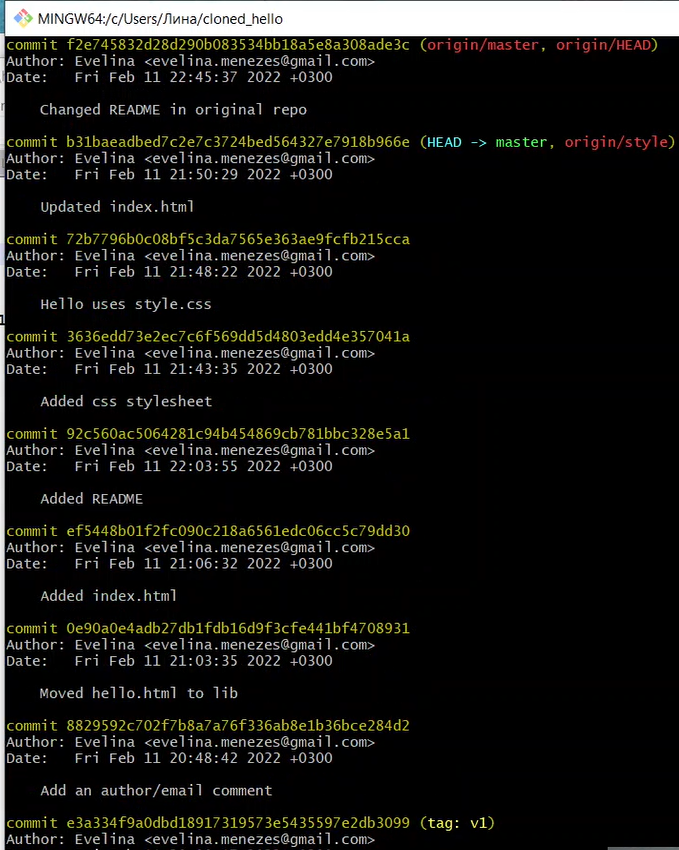 MINGW64:/c/Users/Лина/cloned_hello
commit f2e745832d28d290b083534bb18a5e8a308ade3c (origin/master, origin/HEAD)
Author: Evelina <evelina.menezes@gmail.com>
Date:   Fri Feb 11 22:45:37 2022 +0300
Changed README in original repo
commit b31baeadbed7c2e7c3724bed564327e7918b966e (HEAD -> master, origin/style)
Author: Evelina <evelina.menezes@gmail.com>
Date:   Fri Feb 11 21:50:29 2022 +0300
Updated index.html
commit 72b7796b0c08bf5c3da7565e363ae9fcfb215cca
Author: Evelina <evelina.menezes@gmail.com>
Date:   Fri Feb 11 21:48:22 2022 +0300
Hello uses style.css
commit 3636edd73e2ec7c6f569dd5d4803edd4e357041a
Author: Evelina <evelina.menezes@gmail.com>
Date:   Fri Feb 11 21:43:35 2022 +0300
Added css stylesheet
commit 92c560ac5064281c94b454869cb781bbc328e5a1
Author: Evelina <evelina.menezes@gmail.com>
Date:   Fri Feb 11 22:03:55 2022 +0300
Added README
commit ef5448b01f2fc090c218a6561edc06cc5c79dd30
Author: Evelina <evelina.menezes@gmail.com>
Date:   Fri Feb 11 21:06:32 2022 +0300
Added index.html
commit 0e90a0e4adb27db1fdb16d9f3cfe441bf4708931
Author: Evelina <evelina.menezes@gmail.com>
Date:   Fri Feb 11 21:03:35 2022 +0300
Moved hello.html to lib
commit 8829592c702f7b8a7a76f336ab8e1b36bce284d2
Author: Evelina <evelina.menezes@gmail.com>
Date:   Fri Feb 11 20:48:42 2022 +0300
Add an author/email comment
commit e3a334f9a0dbd18917319573e5435597e2db3099 (tag: v1)
Author: Evelina <evelina.menezes@gmail.com>